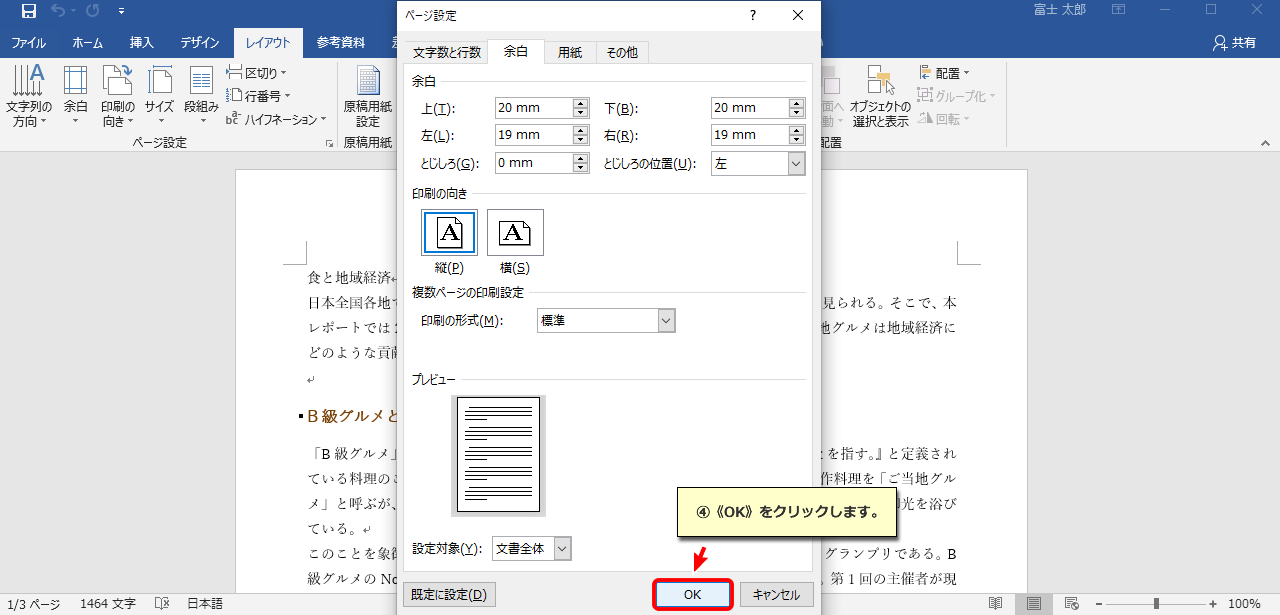 ページ設定
富士 太郎
ファイル ホーム 挿入 デザイン レイアウト 参考資料
共有
文字列の方向 余白 印刷の向き サイズ 段組み
区切り
行番号
ハイフネーション
ページ設定
原稿用紙設定
原稿用紙
オブジェクトの選択と表示
配置
グループ化
回転
配置
文字数と行数 余白 用紙 その他
余白
上(T): 20 mm 下(B): 20 mm
左(L): 19 mm 右(R): 19 mm
とじしろ(G): 0 mm とじしろの位置(U): 左
印刷の向き
縦(P) 横(S)
複数ページの印刷設定
印刷の形式(M): 標準
プレビュー
設定対象(Y): 文書全体
既定に設定(D) OK キャンセル
④《OK》をクリックします。
食と地域経済
日本全国各地で 見られる。そこで、本
レポートでは 地グルメは地域経済に
どのような貢
B 級グルメと
「B 級グルメ」 を指す。』と定義され
ている料理の 作料理を「ご当地グル
メ」と呼ぶが、 光を浴び
ている。
このことを象 グランプリである。B
級グルメの No 第 1 回の主催者が現
1/3 ページ 1464 文字 日本語 100%